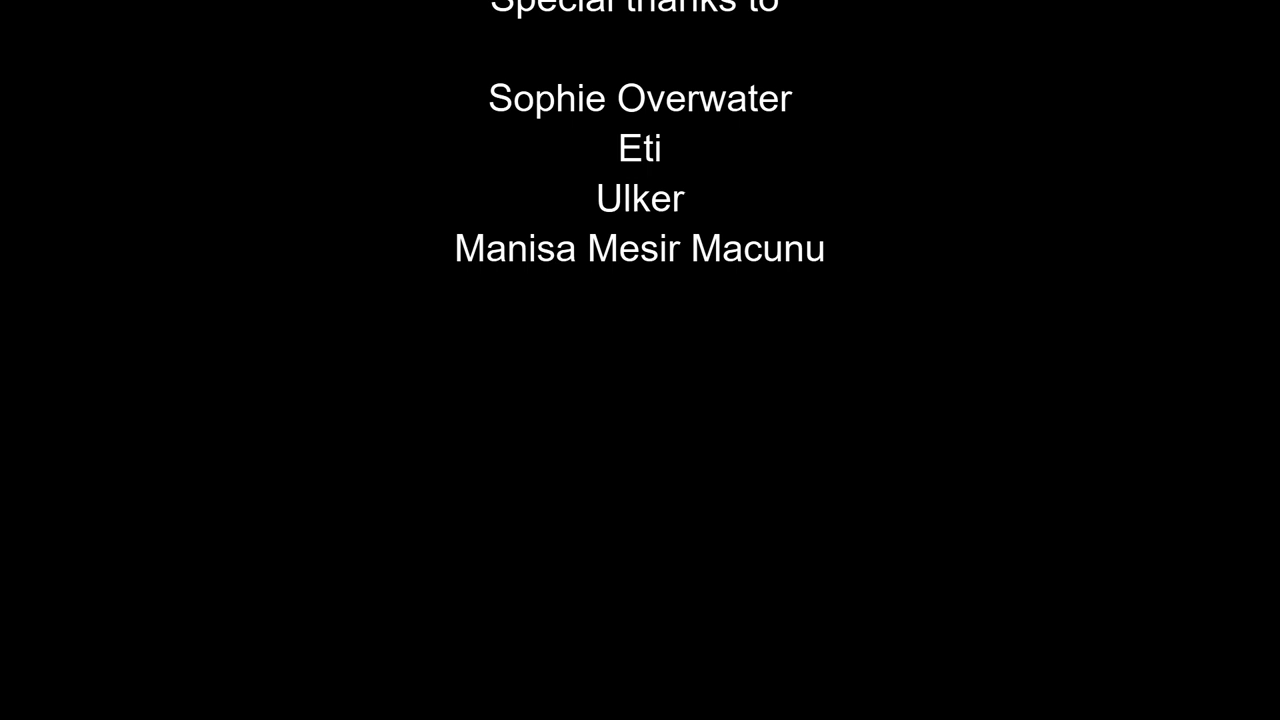 Special thanks to
Sophie Overwater
Eti
Ulker
Manisa Mesir Macunu